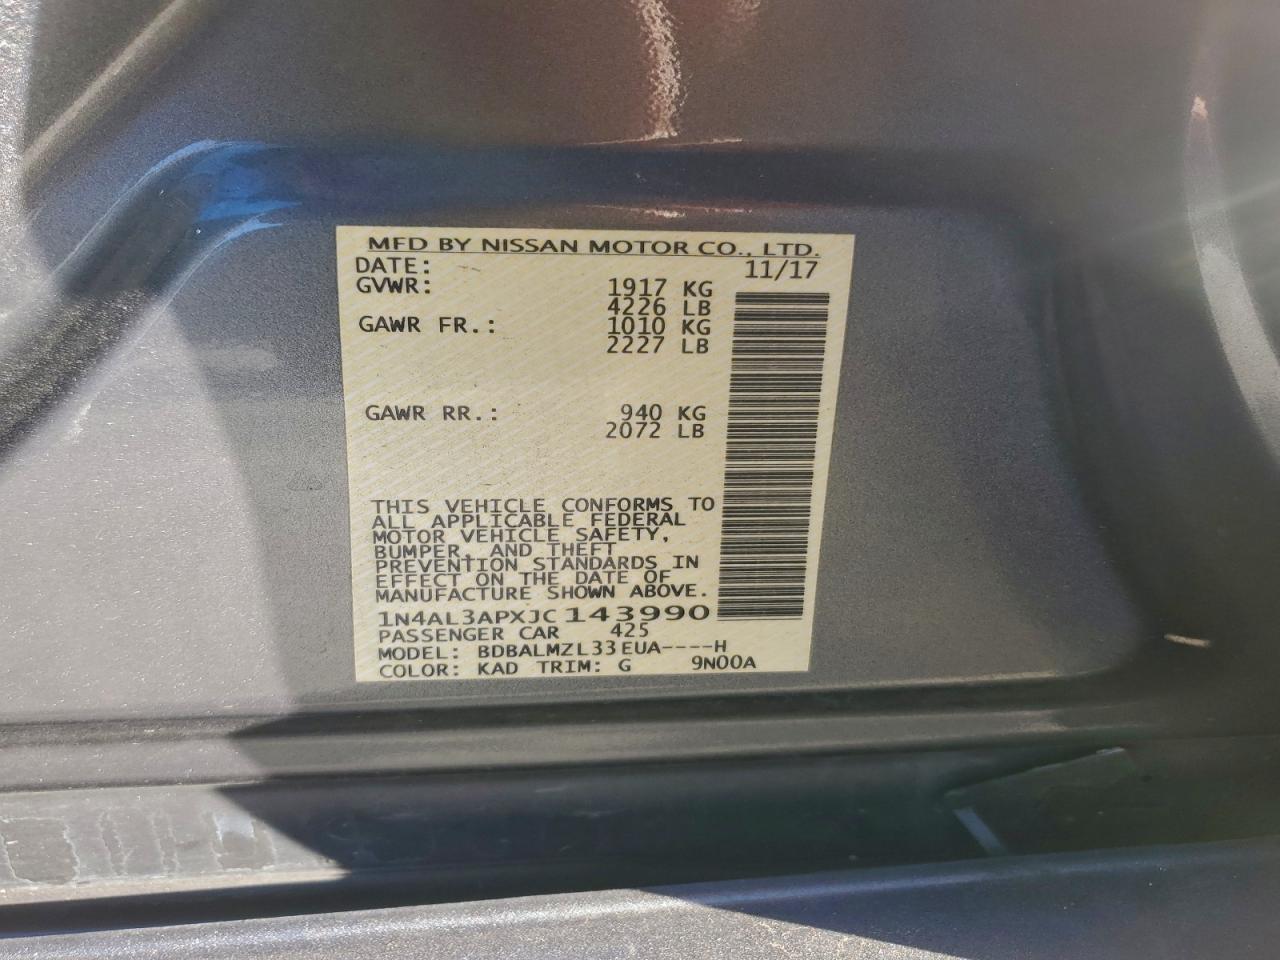 MFD BY NISSAN MOTOR CO., LTD.
DATE: 11/17
GVWR: 1917 KG
4226 LB
GAWR FR.: 1010 KG
2227 LB
GAWR RR.: 940 KG
2072 LB
THIS VEHICLE CONFORMS TO
ALL APPLICABLE FEDERAL
MOTOR VEHICLE SAFETY,
BUMPER, AND THEFT
PREVENTION STANDARDS IN
EFFECT ON THE DATE OF
MANUFACTURE SHOWN ABOVE.
1N4AL3APXJC143990
PASSENGER CAR 425
MODEL: BDBALMZL33EUA----H
COLOR: KAD TRIM: G 9N00A